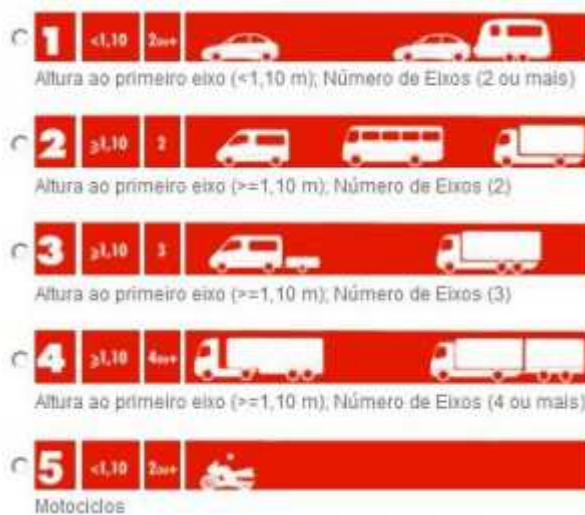 1 <1,10 2ou+
Altura ao primeiro eixo (<1,10 m); Número de Eixos (2 ou mais)
2 ≥1,10 2
Altura ao primeiro eixo (>=1,10 m); Número de Eixos (2)
3 ≥1,10 3
Altura ao primeiro eixo (>=1,10 m); Número de Eixos (3)
4 ≥1,10 4ou+
Altura ao primeiro eixo (>=1,10 m); Número de Eixos (4 ou mais)
5 <1,10 2ou+
Motociclos